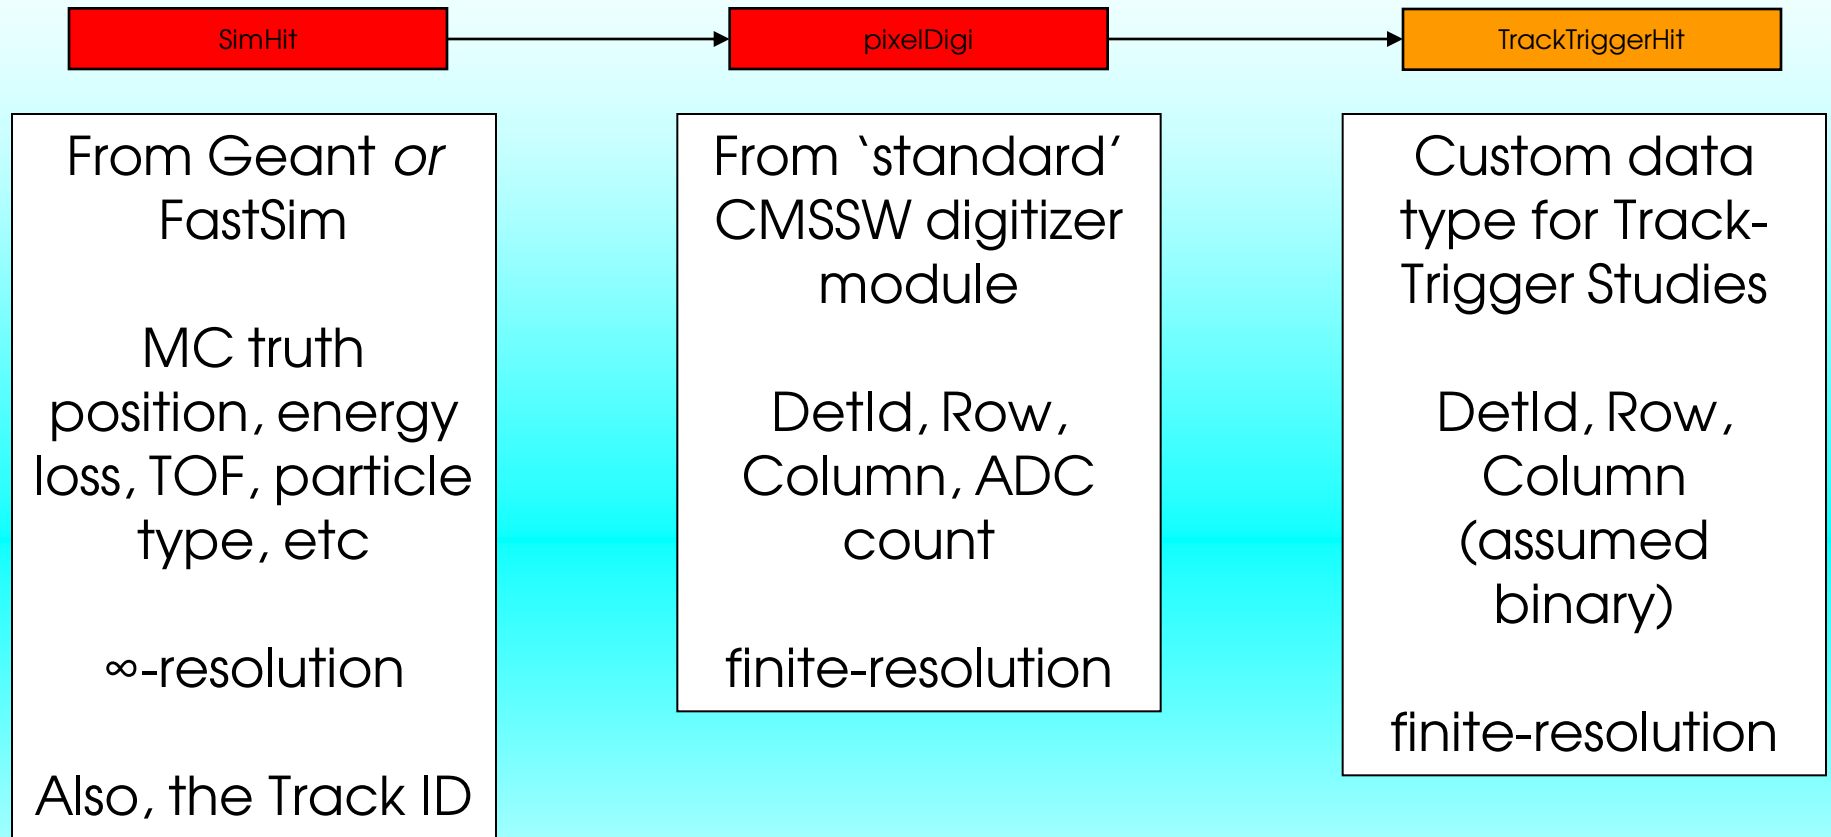 SimHit
pixelDigi
TrackTriggerHit
From Geant or
FastSim
MC truth
position, energy
loss, TOF, particle
type, etc
∞-resolution
Also, the Track ID
From ‘standard’
CMSSW digitizer
module
DetId, Row,
Column, ADC
count
finite-resolution
Custom data
type for Track-
Trigger Studies
DetId, Row,
Column
(assumed
binary)
finite-resolution